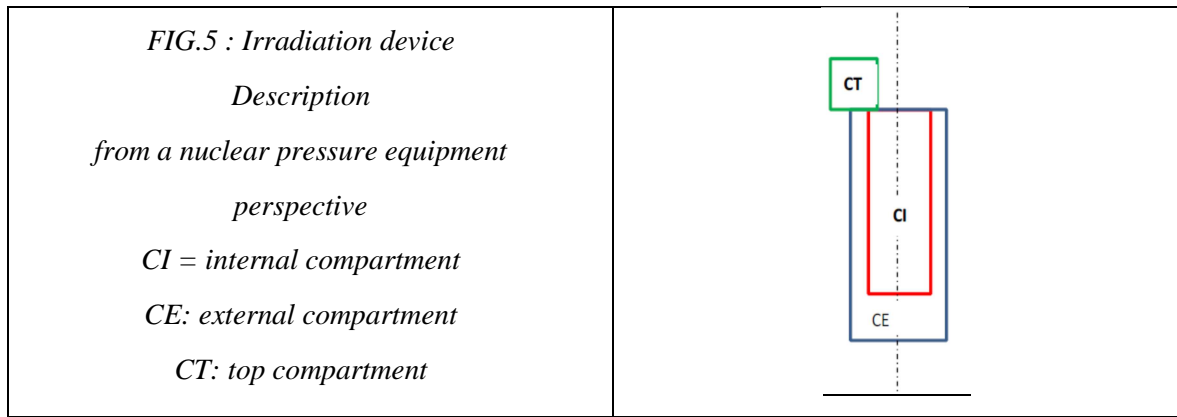 FIG.5 : Irradiation device
Description
from a nuclear pressure equipment
perspective
CI = internal compartment
CE: external compartment
CT: top compartment
CT
CI
CE